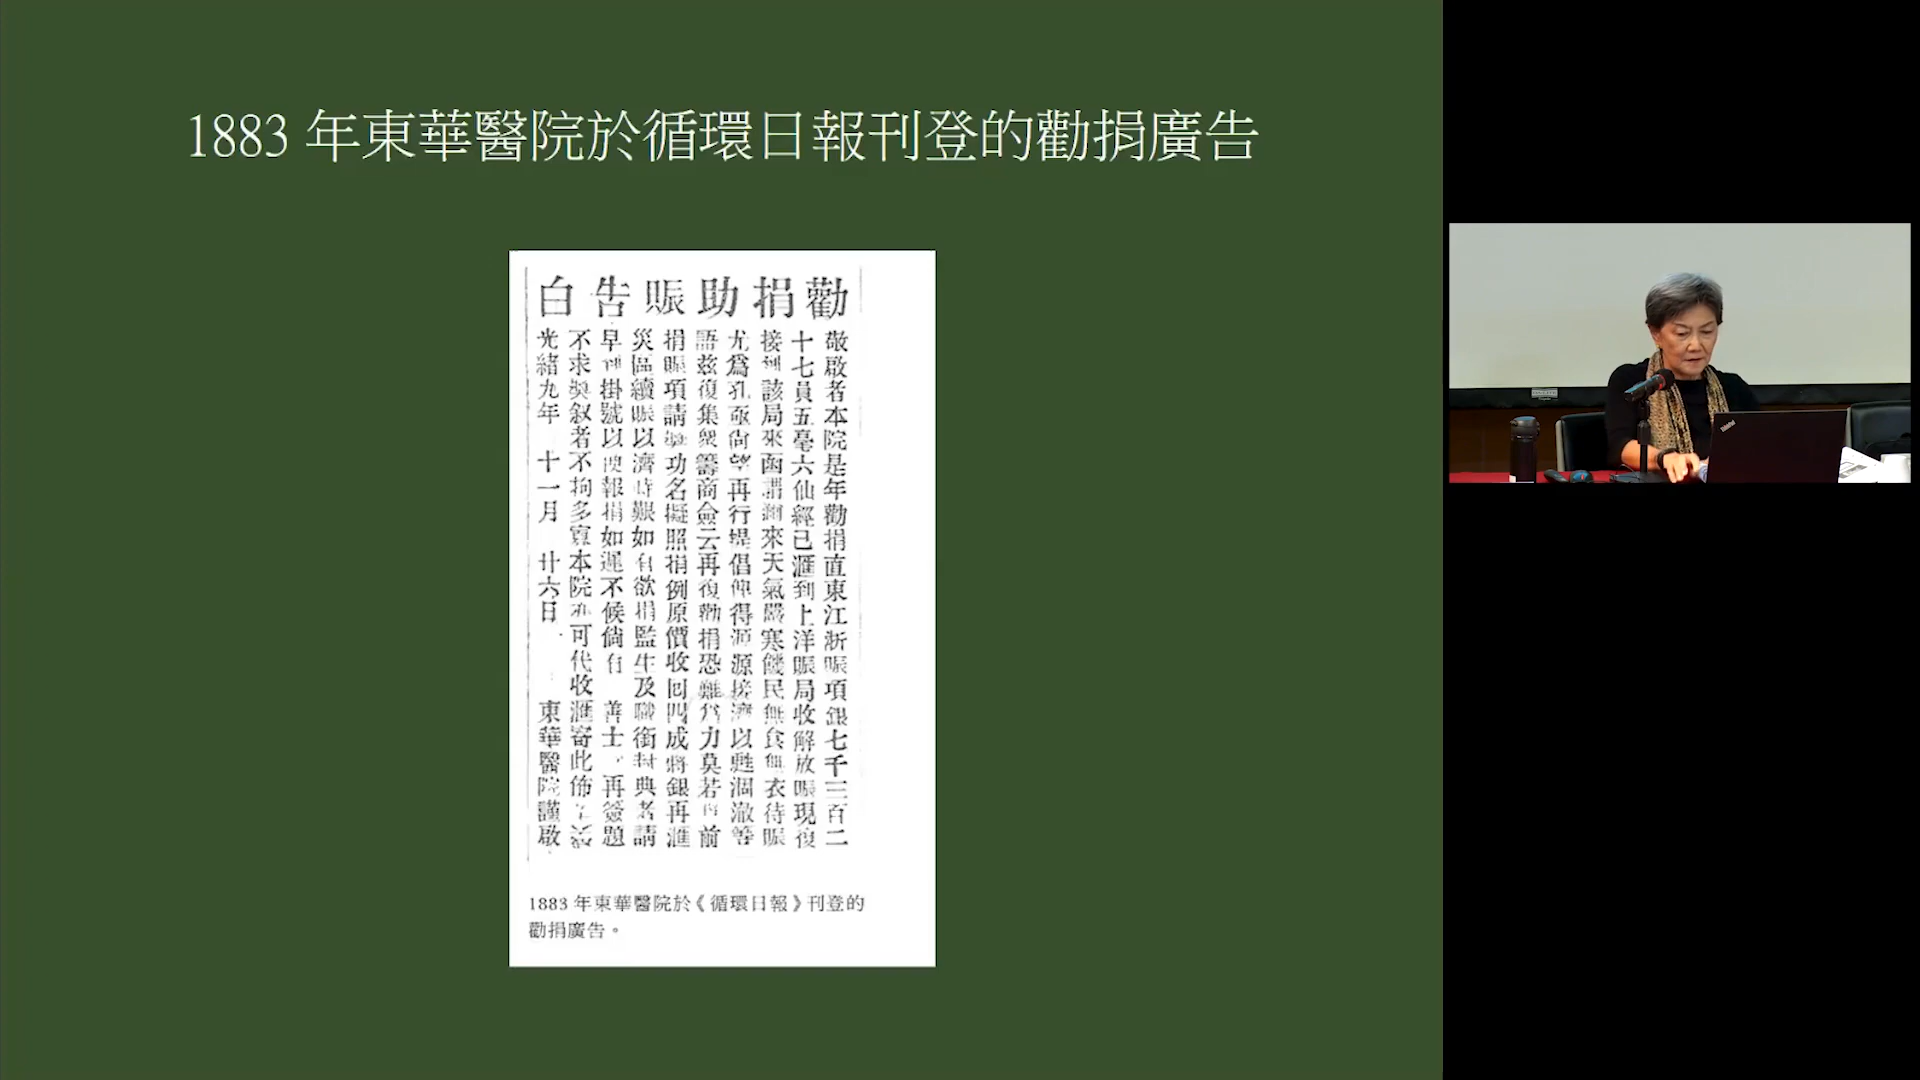 1883 年東華醫院於循環日報刊登的勸捐廣告
勸捐助賑告白
敬啟者本院是年勸捐直東江浙賑項銀七千三百二
十七員五毫六仙經已滙到上洋賑局收解放賑現復
接到該局來函謂邇來天氣嚴寒饑民無食無衣待賑
尤爲孔亟尙望再行提倡俾得源源接濟以甦涸澈等
語兹復集衆籌商僉云再復勸捐恐難爲力莫若前
捐賑項請獎功名擬照捐例原價收回四成將銀再滙
災區續賑以濟時艱如有欲捐監生及職銜封典者請
早到掛號以便報捐如遲不候倘有 善士 再簽題
不求獎敘者不拘多寡本院亦可代收滙寄此佈
光緒九年 十一月 廿六日 東華醫院謹啟
1883 年東華醫院於《循環日報》刊登的
勸捐廣告。